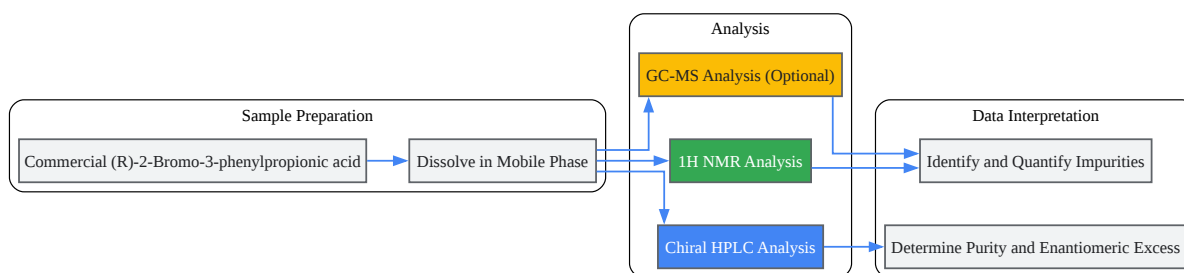 Sample Preparation
Commercial (R)-2-Bromo-3-phenylpropionic acid
Dissolve in Mobile Phase
Analysis
GC-MS Analysis (Optional)
1H NMR Analysis
Chiral HPLC Analysis
Data Interpretation
Identify and Quantify Impurities
Determine Purity and Enantiomeric Excess